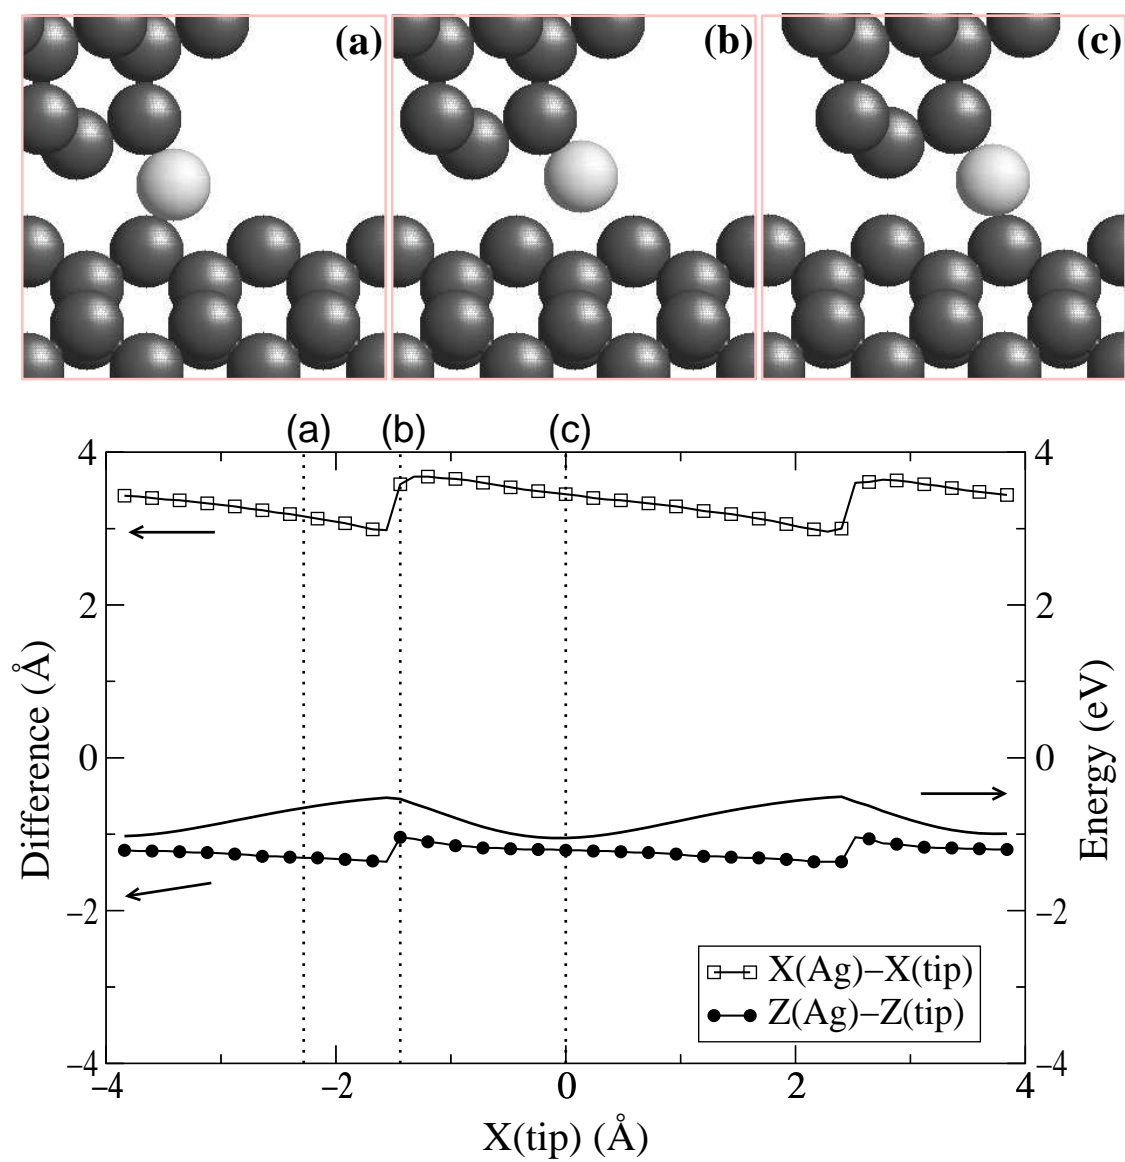 (a) (b) (c)
(a) (b) (c)
4 4
2 2
0 0
−2 −2
−4 −4
−4 −2 0 2 4
Difference (Å)
Energy (eV)
X(Ag)−X(tip)
Z(Ag)−Z(tip)
X(tip) (Å)